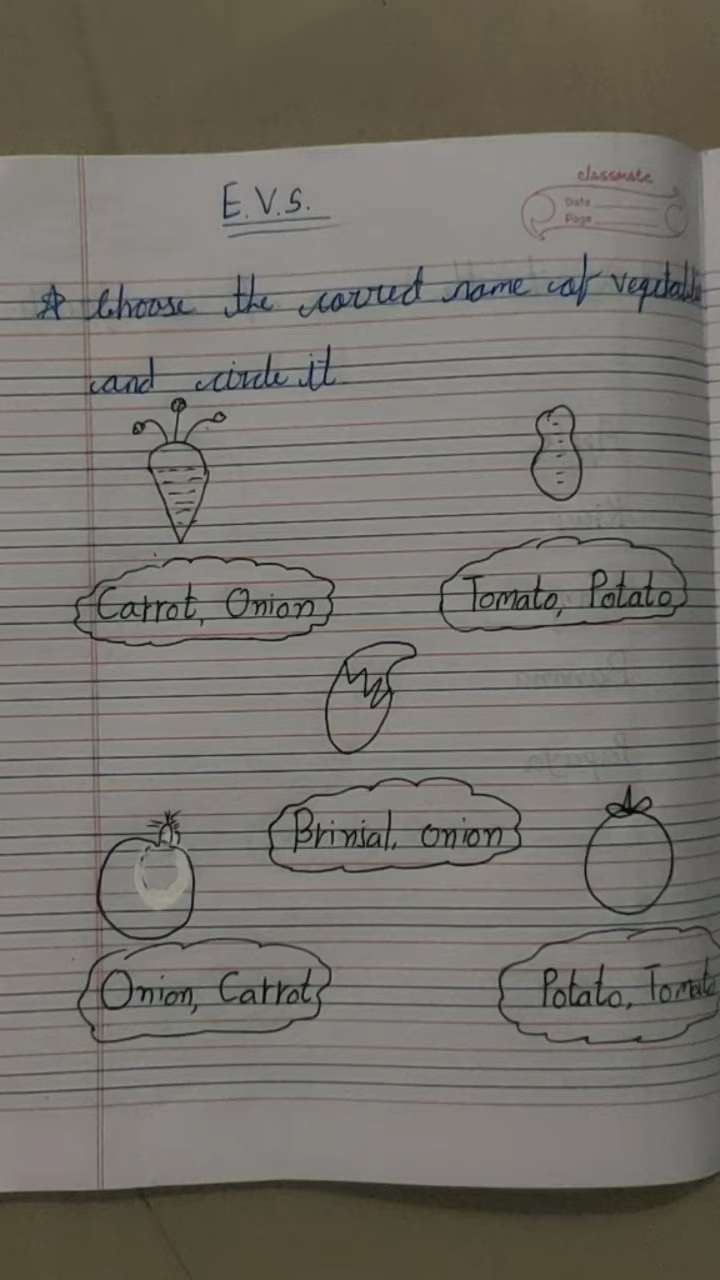 E.V.S.
classmate
Date
Page
Choose the correct name of vegetable
and circle it
Carrot, Onion
Tomato, Potato
Brinjal, onion
Onion, Carrot
Potato, Tomato